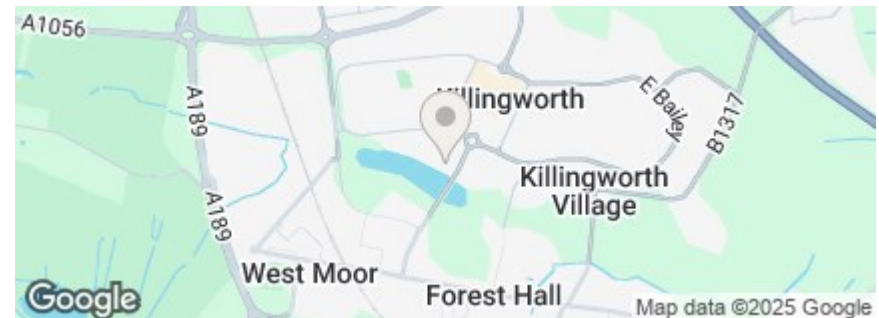 A1056
Killingworth
E Bailey
B1317
A189
A189
Killingworth
Village
West Moor
Forest Hall
Google
Map data ©2025 Google